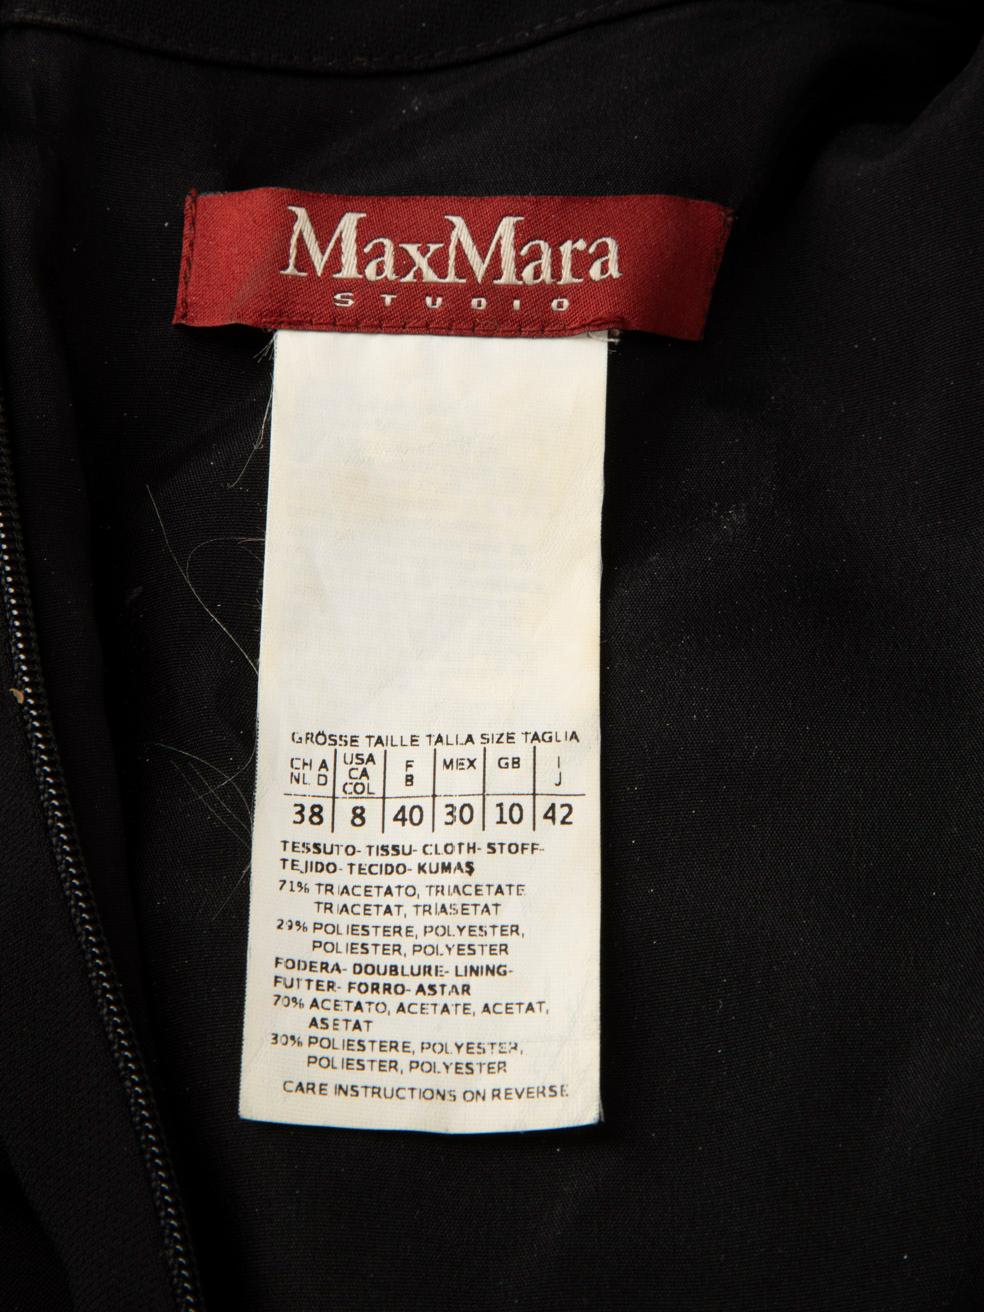 MaxMara
STUDIO
GRÖSSE TAILLE TALLA SIZE TAGLIA
CH A USA F MEX GB I
NL D CA B J
COL
38 8 40 30 10 42
TESSUTO- TISSU- CLOTH- STOFF-
TEJIDO- TECIDO- KUMAŞ
71% TRIACETATO, TRIACETATE
TRIACETAT, TRIASETAT
29% POLIESTERE, POLYESTER,
POLIESTER, POLYESTER
FODERA- DOUBLURE- LINING-
FUTTER- FORRO- ASTAR
70% ACETATO, ACETATE, ACETAT,
ASETAT
30% POLIESTERE, POLYESTER,
POLIESTER, POLYESTER
CARE INSTRUCTIONS ON REVERSE